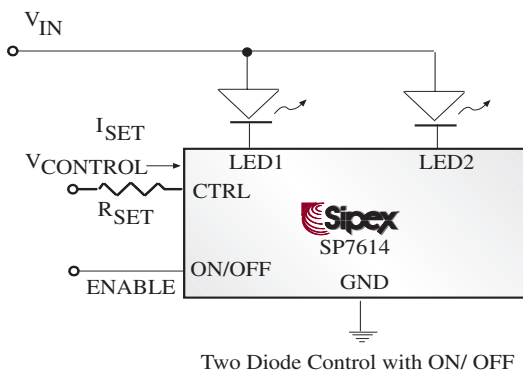 VIN
ISET
VCONTROL
LED1 LED2
CTRL
RSET
Sipex
SP7614
ON/OFF
ENABLE
GND
Two Diode Control with ON/ OFF